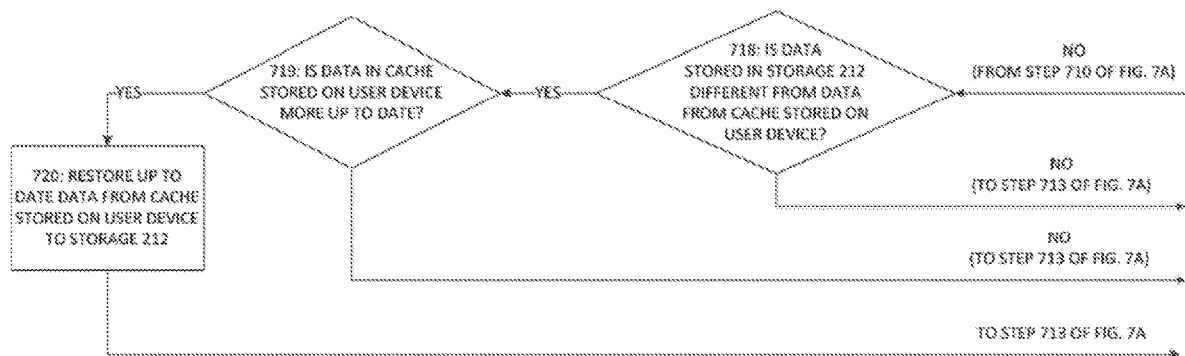 719: IS DATA IN CACHE
STORED ON USER DEVICE
MORE UP TO DATE?
718: IS DATA
STORED IN STORAGE 212
DIFFERENT FROM DATA
FROM CACHE STORED ON
USER DEVICE?
NO
(FROM STEP 710 OF FIG. 7A)
YES
YES
720: RESTORE UP TO
DATE DATA FROM CACHE
STORED ON USER DEVICE
TO STORAGE 212
NO
(TO STEP 713 OF FIG. 7A)
NO
(TO STEP 713 OF FIG. 7A)
TO STEP 713 OF FIG. 7A